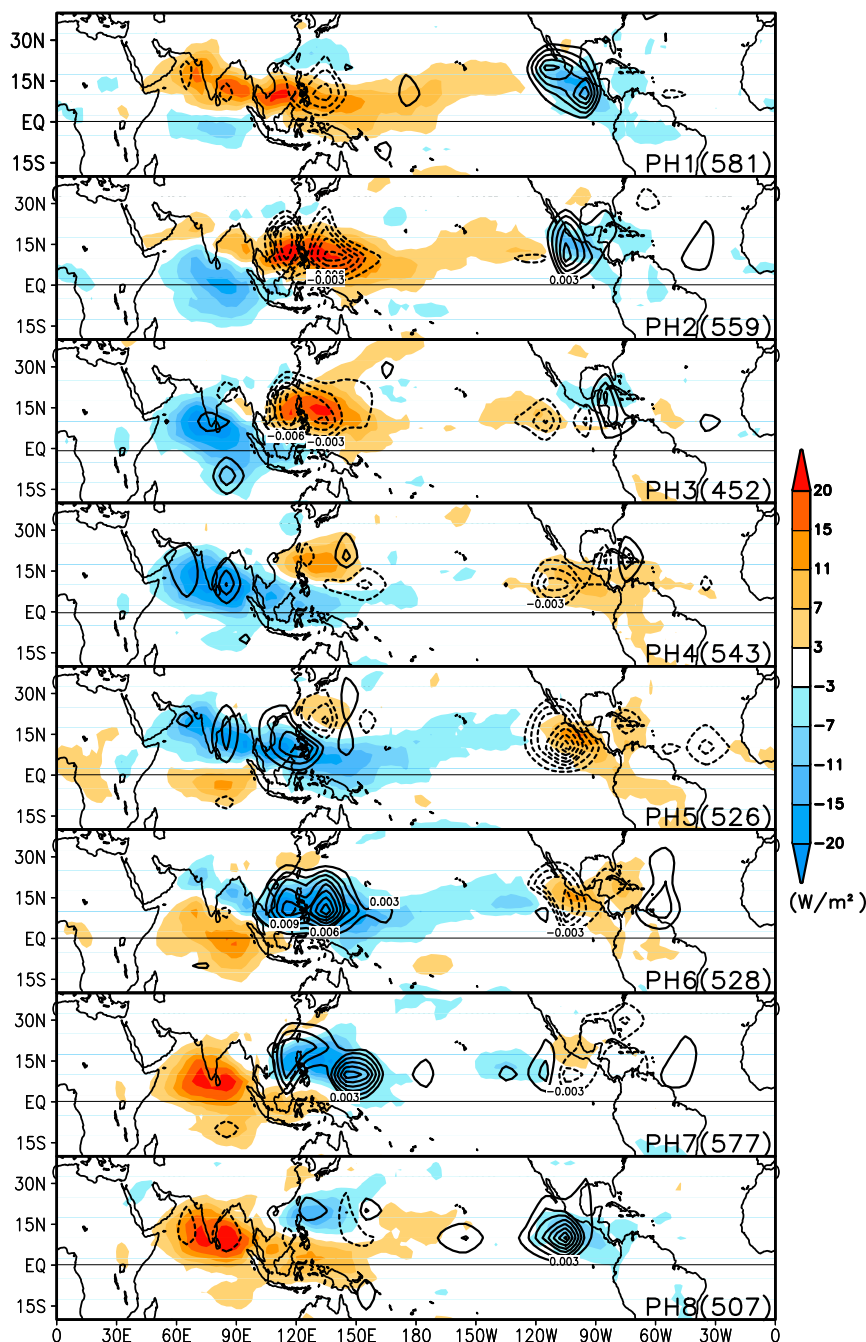 30N
15N
EQ
15S
PH1(581)
30N
15N
EQ
15S
-0.003
0.003
PH2(559)
30N
15N
EQ
15S
-0.006
-0.003
PH3(452)
30N
15N
EQ
15S
-0.003
PH4(543)
30N
15N
EQ
15S
PH5(526)
30N
15N
EQ
15S
0.003
0.009
0.006
-0.003
PH6(528)
30N
15N
EQ
15S
0.003
-0.003
PH7(577)
30N
15N
EQ
15S
0.003
PH8(507)
0 30E 60E 90E 120E 150E 180 150W 120W 90W 60W 30W 0
20
15
11
7
3
-3
-7
-11
-15
-20
(W/m²)